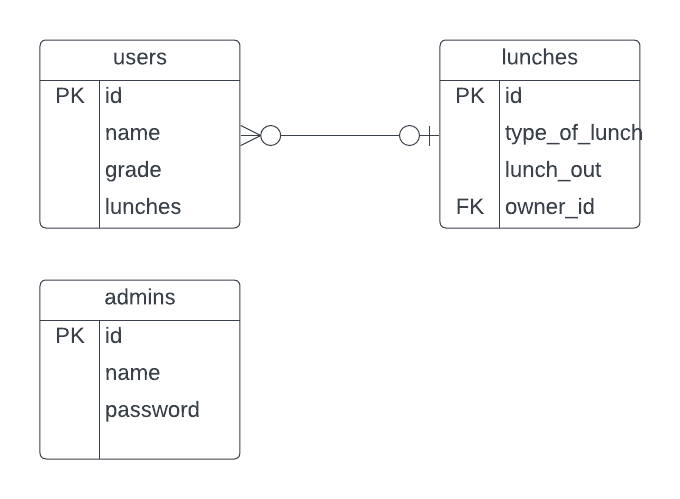 users
PK id
name
grade
lunches
lunches
PK id
type_of_lunch
lunch_out
FK owner_id
admins
PK id
name
password